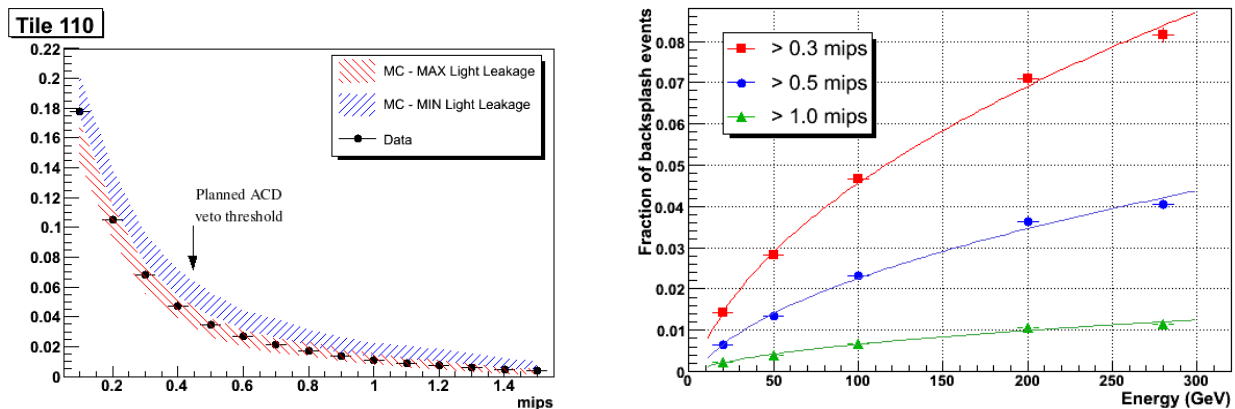 Tile 110
0.22
0.2
0.18
0.16
0.14
0.12
0.1
0.08
0.06
0.04
0.02
0
0.2
0.4
0.6
0.8
1
1.2
1.4
mips
MC - MAX Light Leakage
MC - MIN Light Leakage
Data
Planned ACD
veto threshold
Fraction of backsplash events
0.08
0.07
0.06
0.05
0.04
0.03
0.02
0.01
0
0
50
100
150
200
250
300
Energy (GeV)
> 0.3 mips
> 0.5 mips
> 1.0 mips